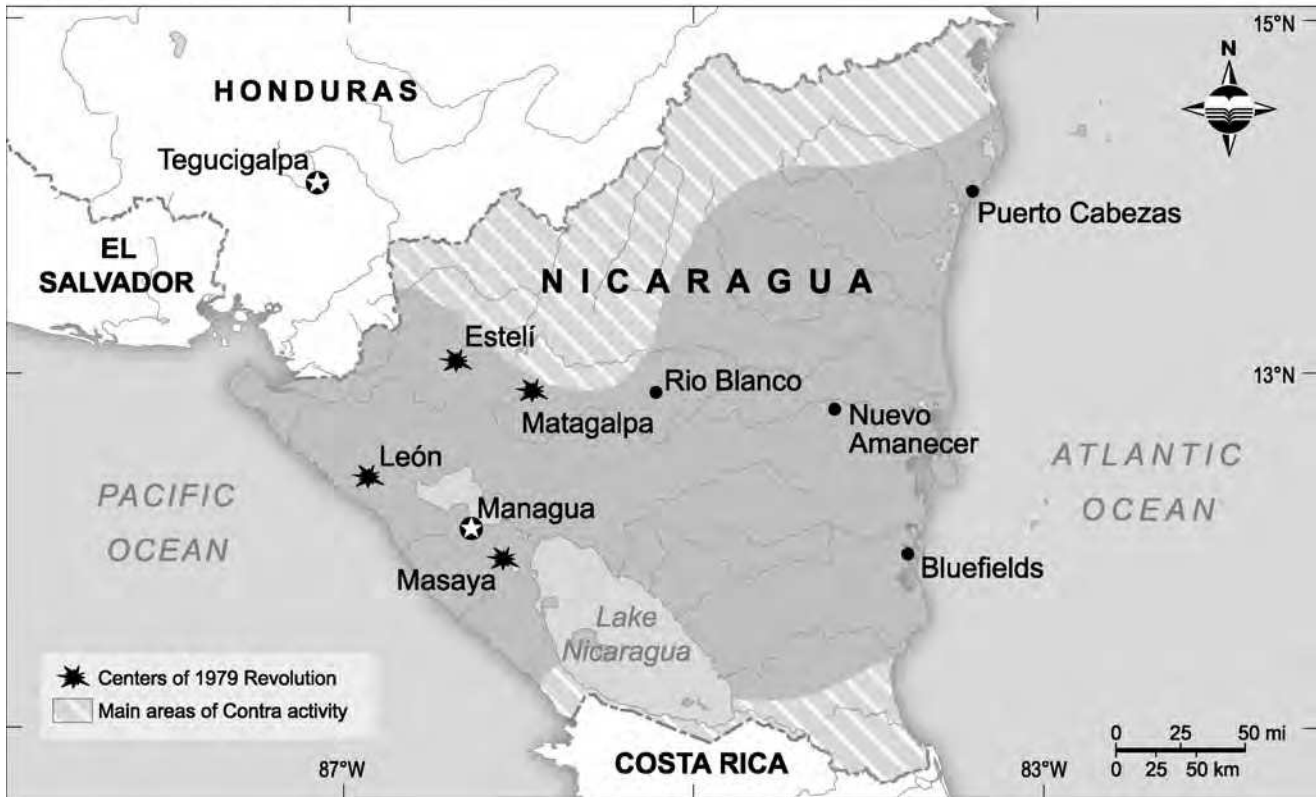 15°N
N
HONDURAS
Tegucigalpa
Puerto Cabezas
EL
SALVADOR
NICARAGUA
Estelí
13°N
Rio Blanco
Matagalpa
Nuevo
Amanecer
León
ATLANTIC
OCEAN
PACIFIC
OCEAN
Managua
Masaya
Bluefields
Lake
Nicaragua
Centers of 1979 Revolution
Main areas of Contra activity
0 25 50 mi
0 25 50 km
87°W
COSTA RICA
83°W